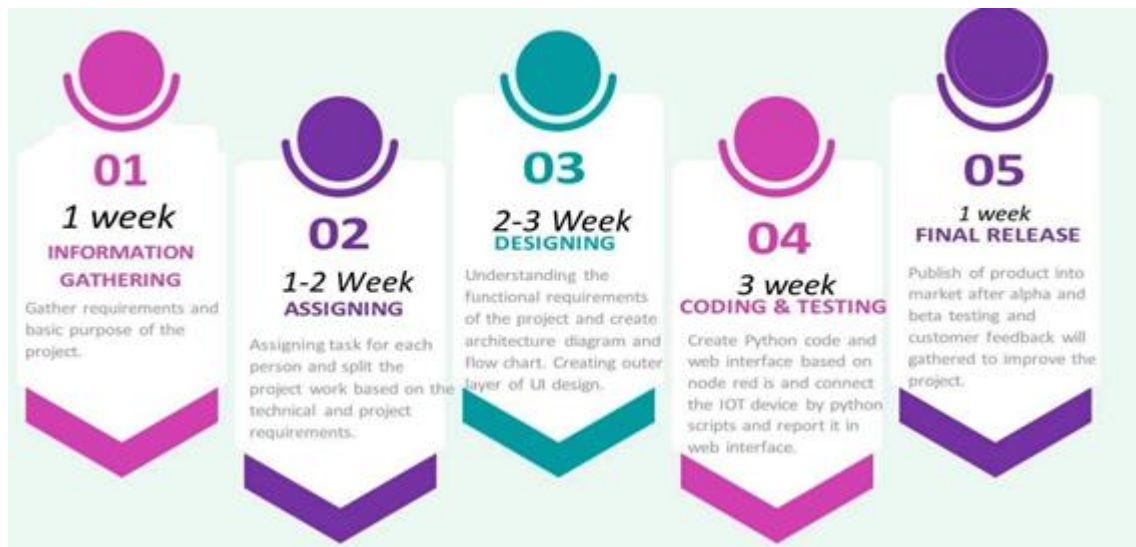 01
1 week
INFORMATION
GATHERING
Gather requirements and
basic purpose of the
project.
02
1-2 Week
ASSIGNING
Assigning task for each
person and split the
project work based on the
technical and project
requirements.
03
2-3 Week
DESIGNING
Understanding the
functional requirements
of the project and create
architecture diagram and
flow chart. Creating outer
layer of UI design.
04
3 week
CODING & TESTING
Create Python code and
web interface based on
node red is and connect
the IOT device by python
scripts and report it in
web interface.
05
1 week
FINAL RELEASE
Publish of product into
market after alpha and
beta testing and
customer feedback will
gathered to improve the
project.